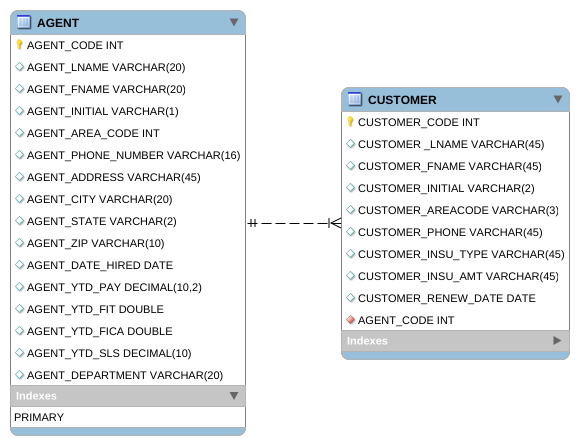 AGENT
AGENT_CODE INT
AGENT_LNAME VARCHAR(20)
AGENT_FNAME VARCHAR(20)
AGENT_INITIAL VARCHAR(1)
AGENT_AREA_CODE INT
AGENT_PHONE_NUMBER VARCHAR(16)
AGENT_ADDRESS VARCHAR(45)
AGENT_CITY VARCHAR(20)
AGENT_STATE VARCHAR(2)
AGENT_ZIP VARCHAR(10)
AGENT_DATE_HIRED DATE
AGENT_YTD_PAY DECIMAL(10,2)
AGENT_YTD_FIT DOUBLE
AGENT_YTD_FICA DOUBLE
AGENT_YTD_SLS DECIMAL(10)
AGENT_DEPARTMENT VARCHAR(20)
Indexes
PRIMARY
CUSTOMER
CUSTOMER_CODE INT
CUSTOMER _LNAME VARCHAR(45)
CUSTOMER_FNAME VARCHAR(45)
CUSTOMER_INITIAL VARCHAR(2)
CUSTOMER_AREACODE VARCHAR(3)
CUSTOMER_PHONE VARCHAR(45)
CUSTOMER_INSU_TYPE VARCHAR(45)
CUSTOMER_INSU_AMT VARCHAR(45)
CUSTOMER_RENEW_DATE DATE
AGENT_CODE INT
Indexes